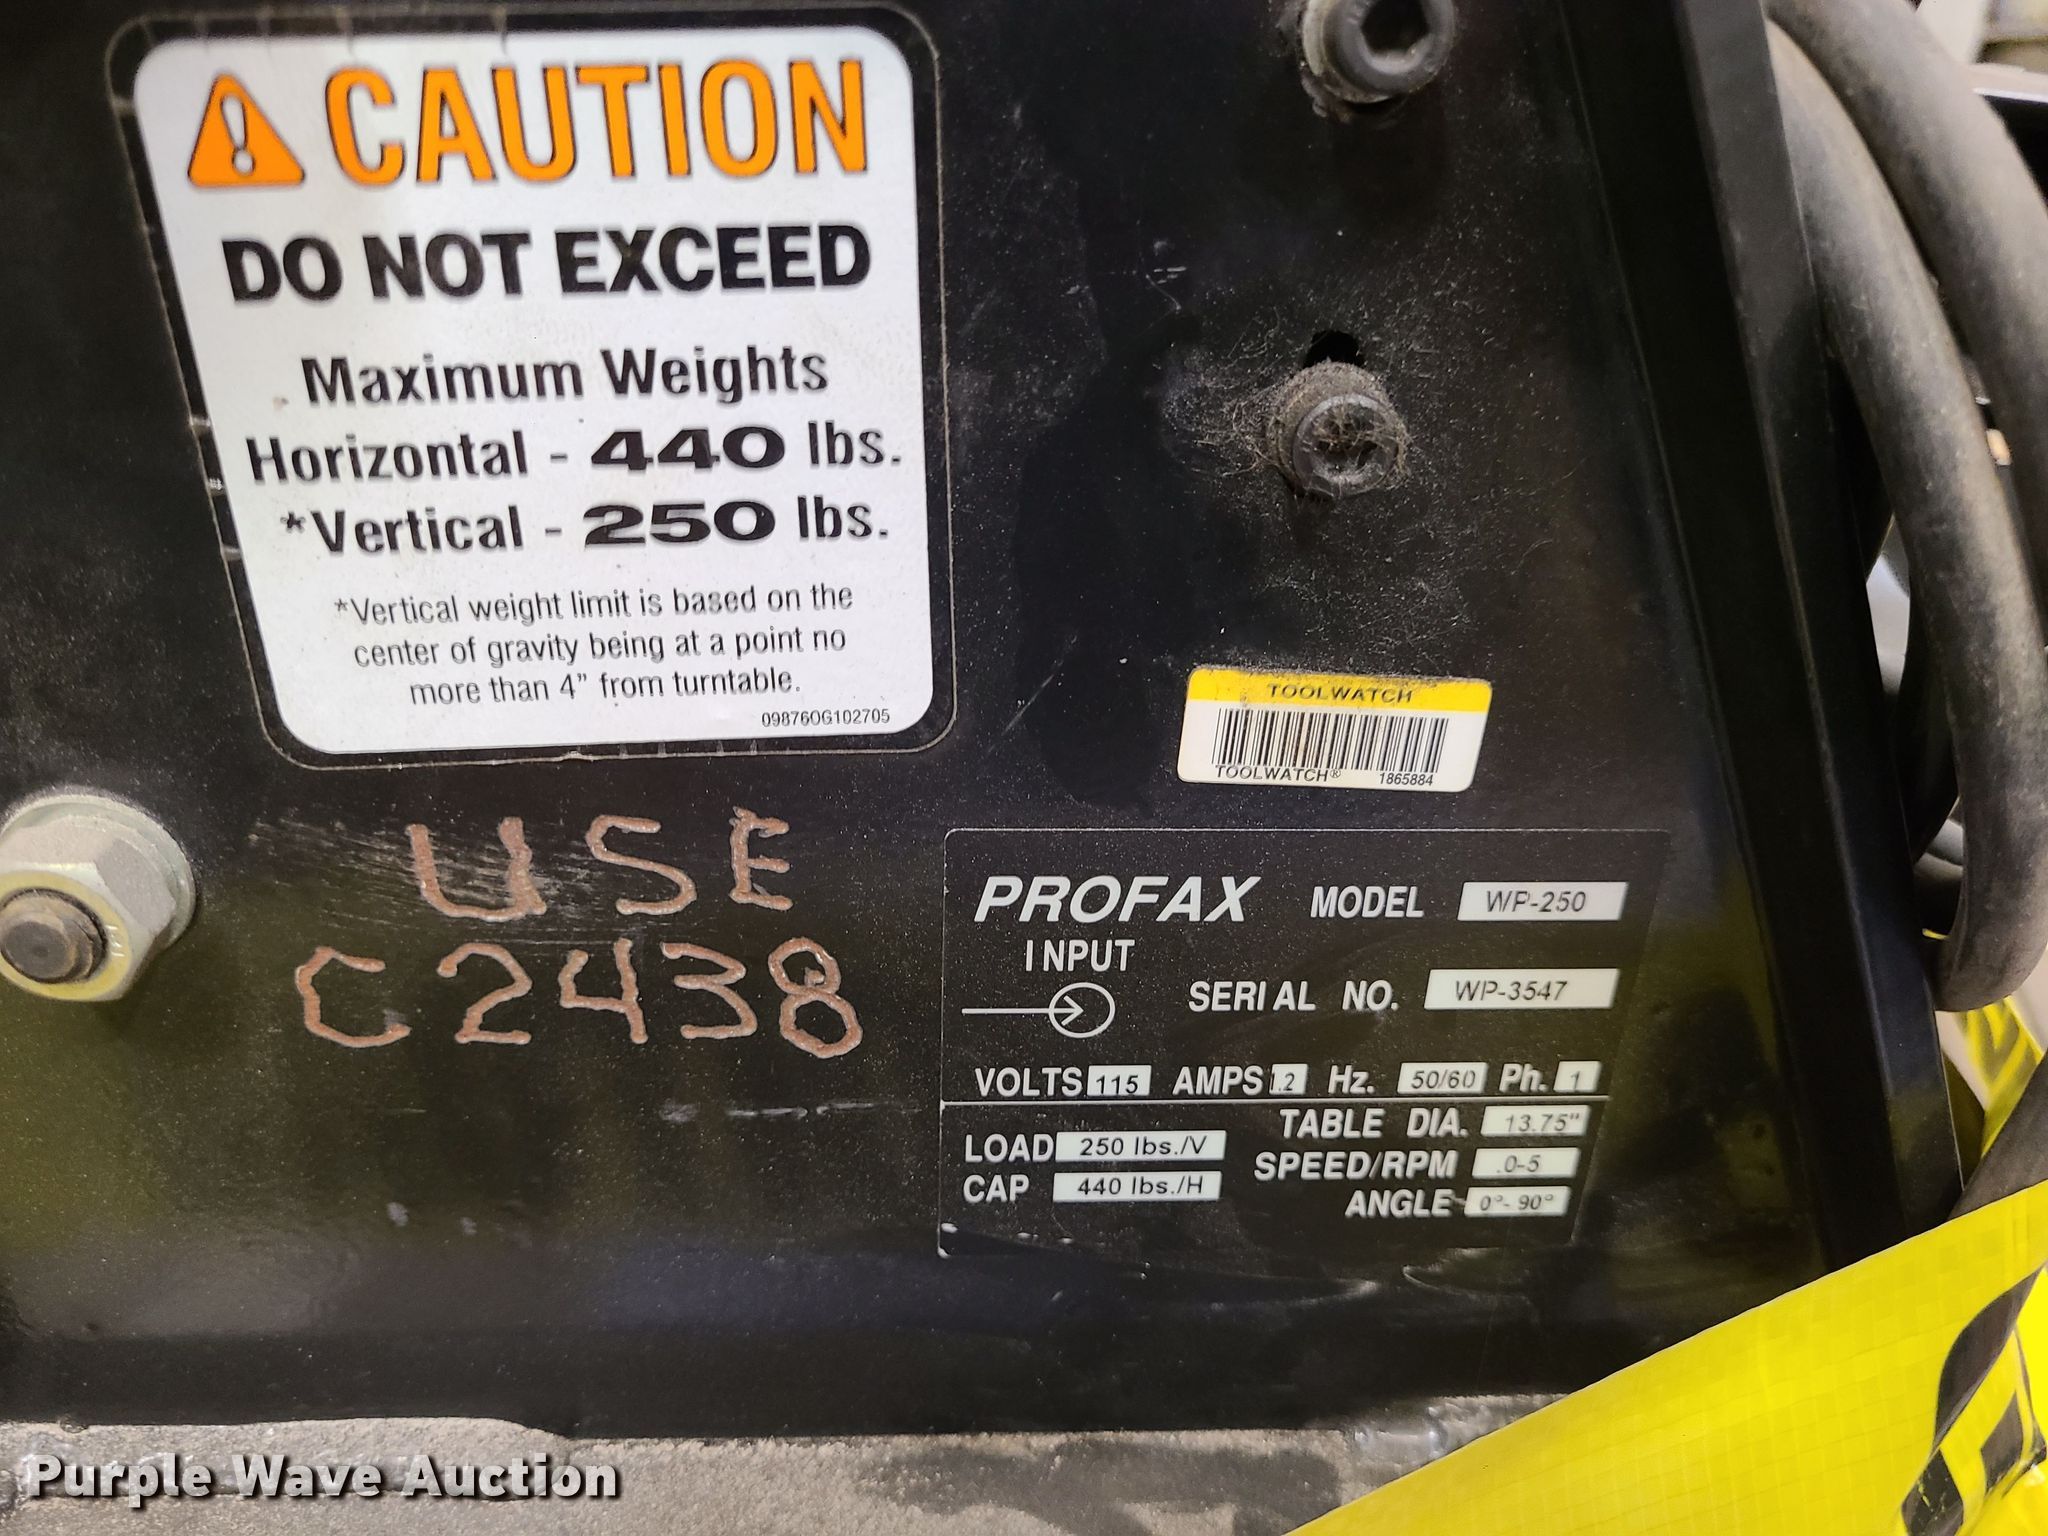 CAUTION
DO NOT EXCEED
Maximum Weights
Horizontal - 440 lbs.
*Vertical - 250 lbs.
*Vertical weight limit is based on the
center of gravity being at a point no
more than 4" from turntable.
098760G102705
TOOLWATCH
TOOLWATCH® 1865884
USE
C2438
PROFAX MODEL WP-250
INPUT
SERIAL NO. WP-3547
VOLTS 115 AMPS 1.2 Hz. 50/60 Ph. 1
TABLE DIA. 13.75"
LOAD 250 lbs./V
SPEED/RPM .0-5
CAP 440 lbs./H
ANGLE 0°- 90°
Purple Wave Auction